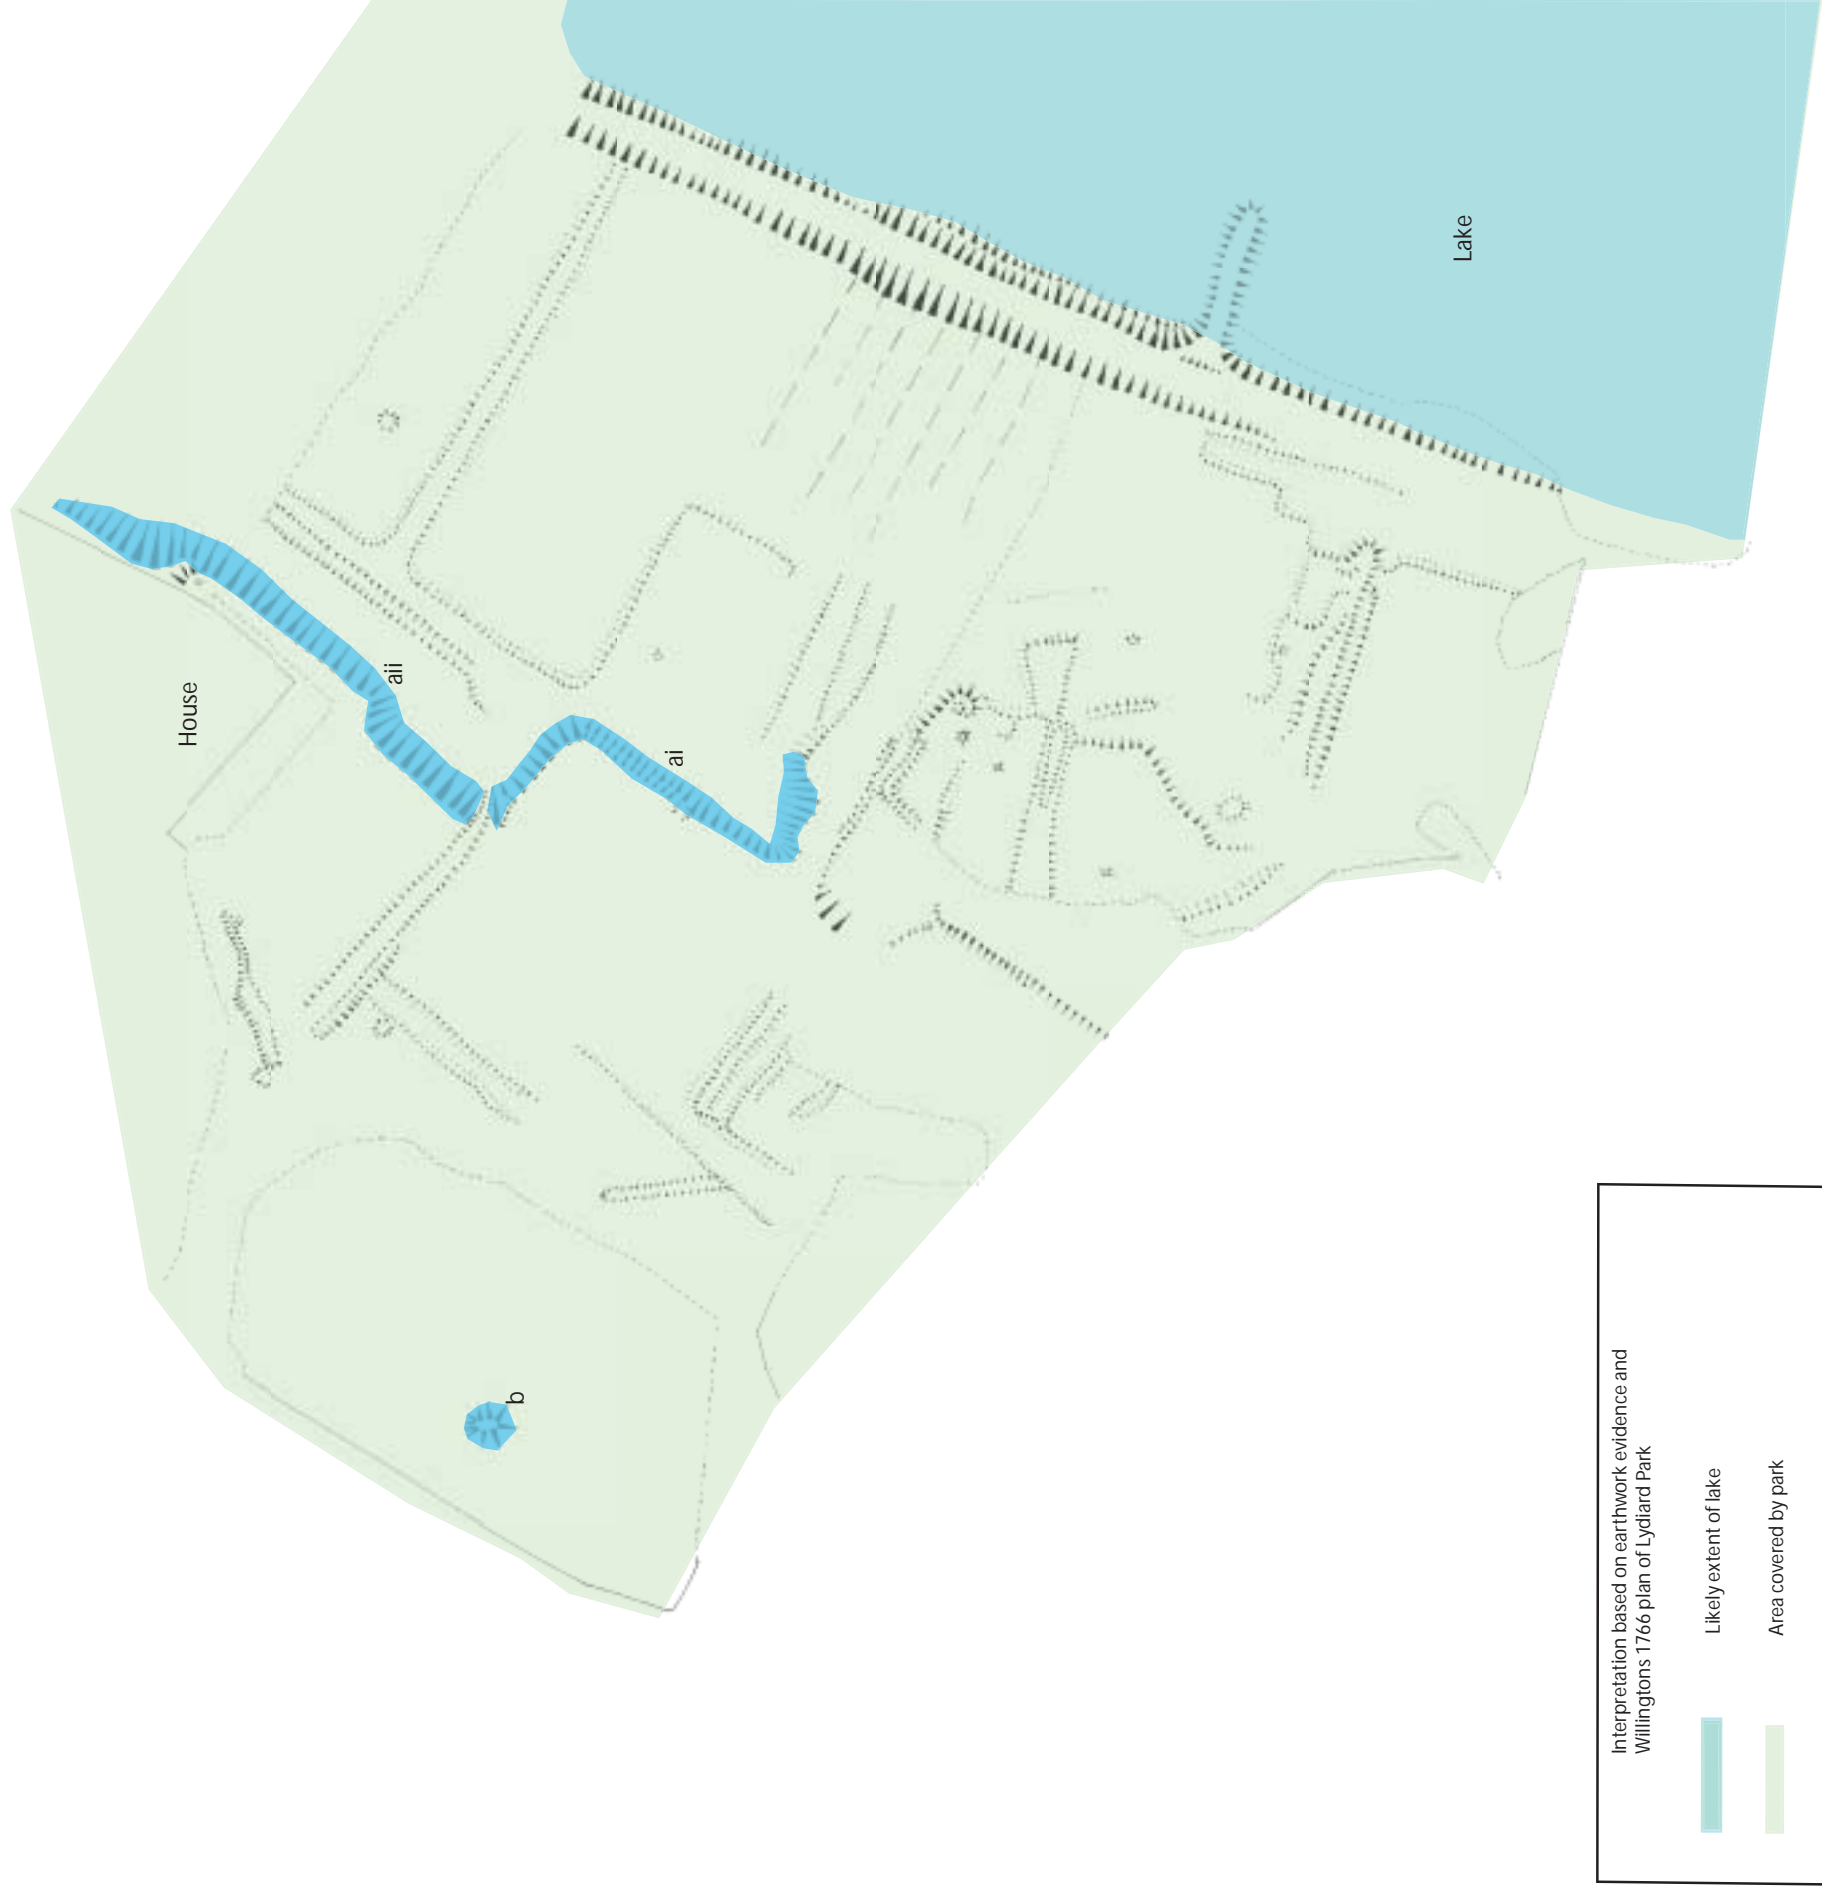 House
aii
ai
b
Lake
Interpretation based on earthwork evidence and
Willingtons 1766 plan of Lydiard Park
Likely extent of lake
Area covered by park